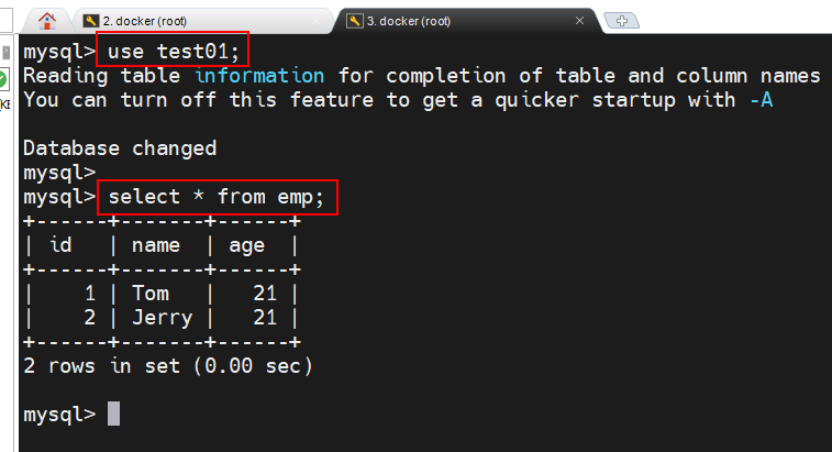 2. docker (root)
3. docker (root)
mysql> use test01;
Reading table information for completion of table and column names
You can turn off this feature to get a quicker startup with -A
Database changed
mysql>
mysql> select * from emp;
+------+-------+------+
| id   | name  | age  |
+------+-------+------+
|    1 | Tom   |   21 |
|    2 | Jerry |   21 |
+------+-------+------+
2 rows in set (0.00 sec)
mysql>